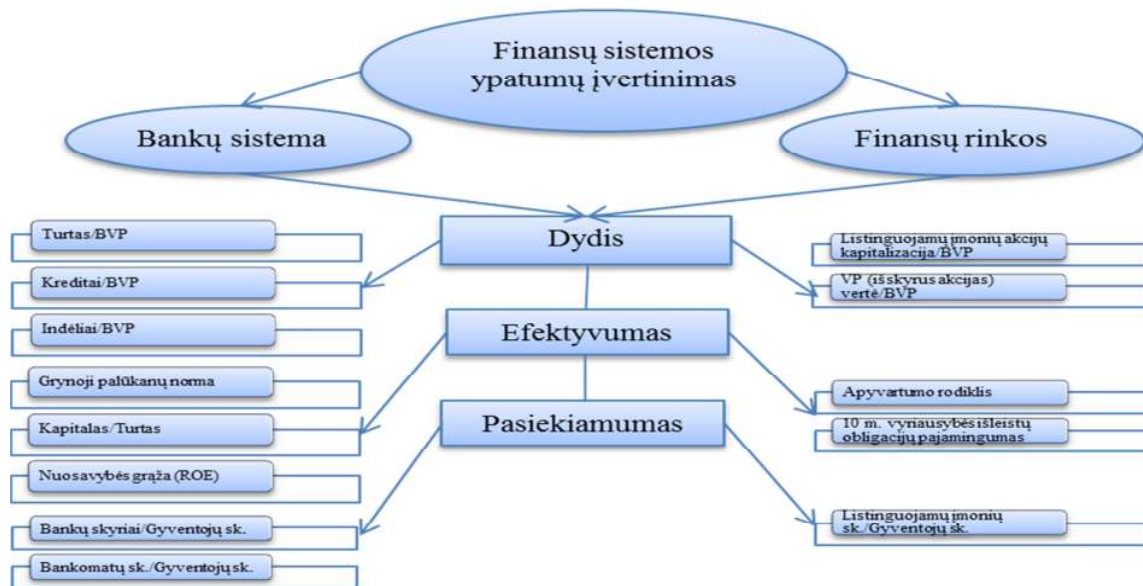 Finansų sistemos
ypatumų įvertinimas
Bankų sistema
Finansų rinkos
Dydis
Efektyvumas
Pasiekiamumas
Turtas/BVP
Kreditai/BVP
Indėliai/BVP
Grynoji palūkanų norma
Kapitalas/Turtas
Nuosavybės grąža (ROE)
Bankų skyriai/Gyventojų sk.
Bankomatų sk./Gyventojų sk.
Listinguojamų įmonių akcijų
kapitalizacija/BVP
VP (išskyrus akcijas)
vertė/BVP
Apyvartumo rodiklis
10 m. vyriausybės išleistų
obligacijų pajamingumas
Listinguojamų įmonių
sk./Gyventojų sk.